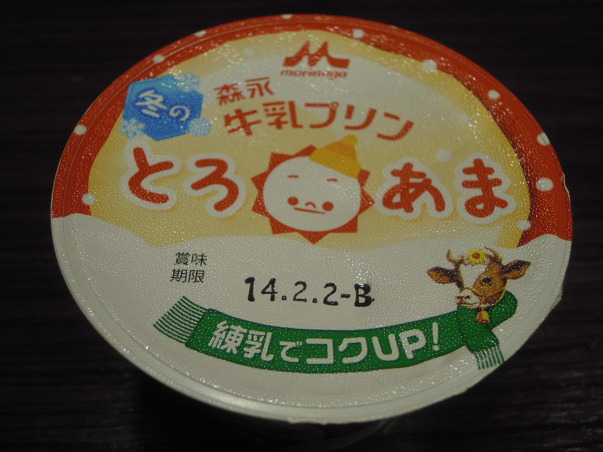 morinaga
冬の
森永
牛乳プリン
とろあま
賞味
期限
14.2.2-B
練乳でコクUP!